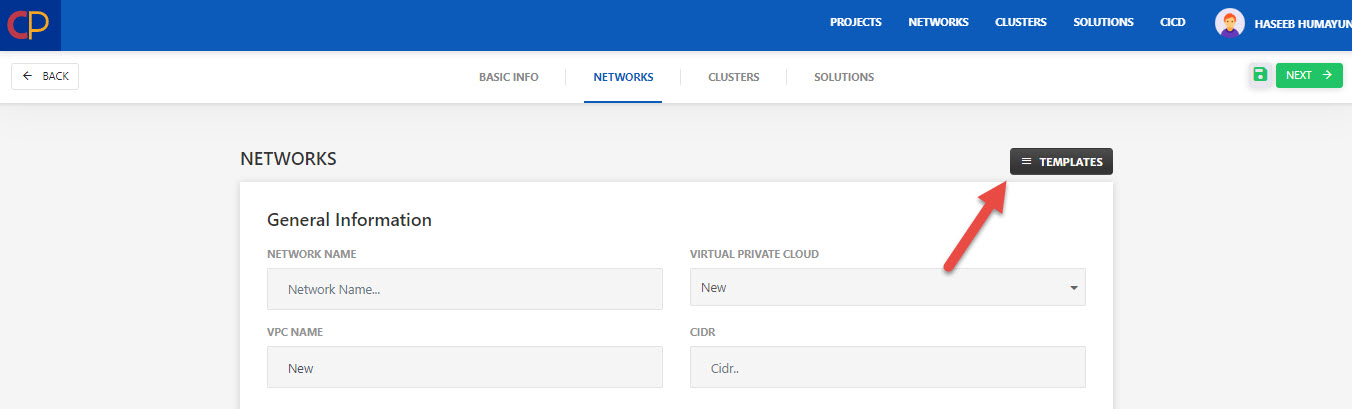 CP
PROJECTS NETWORKS CLUSTERS SOLUTIONS CICD HASEEB HUMAYUN
BACK BASIC INFO NETWORKS CLUSTERS SOLUTIONS NEXT
NETWORKS TEMPLATES
General Information
NETWORK NAME VIRTUAL PRIVATE CLOUD
Network Name... New
VPC NAME CIDR
New Cidr..